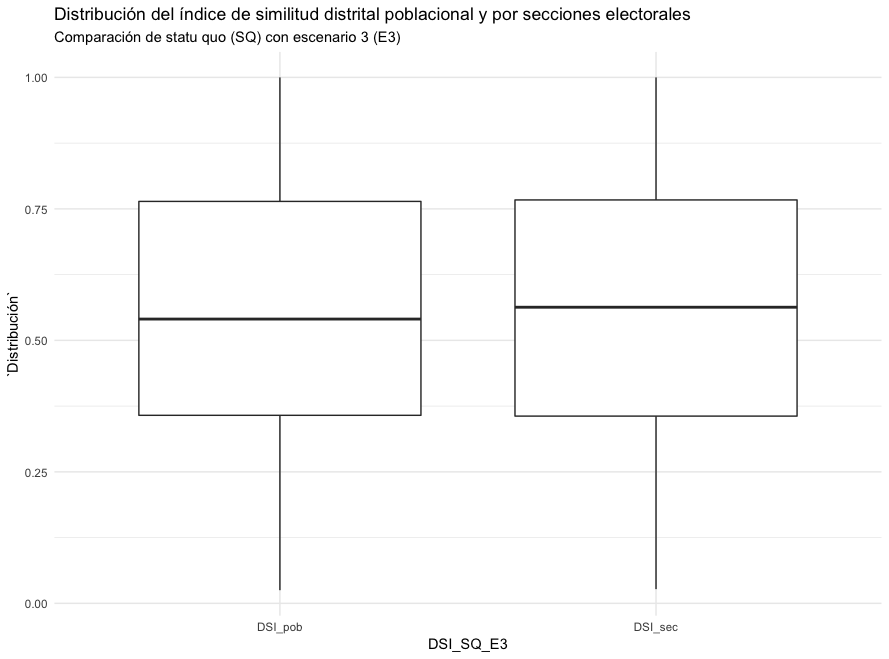 Distribución del índice de similitud distrital poblacional y por secciones electorales
Comparación de statu quo (SQ) con escenario 3 (E3)
1.00
0.75
0.50
0.25
0.00
`Distribución`
DSI_pob
DSI_sec
DSI_SQ_E3